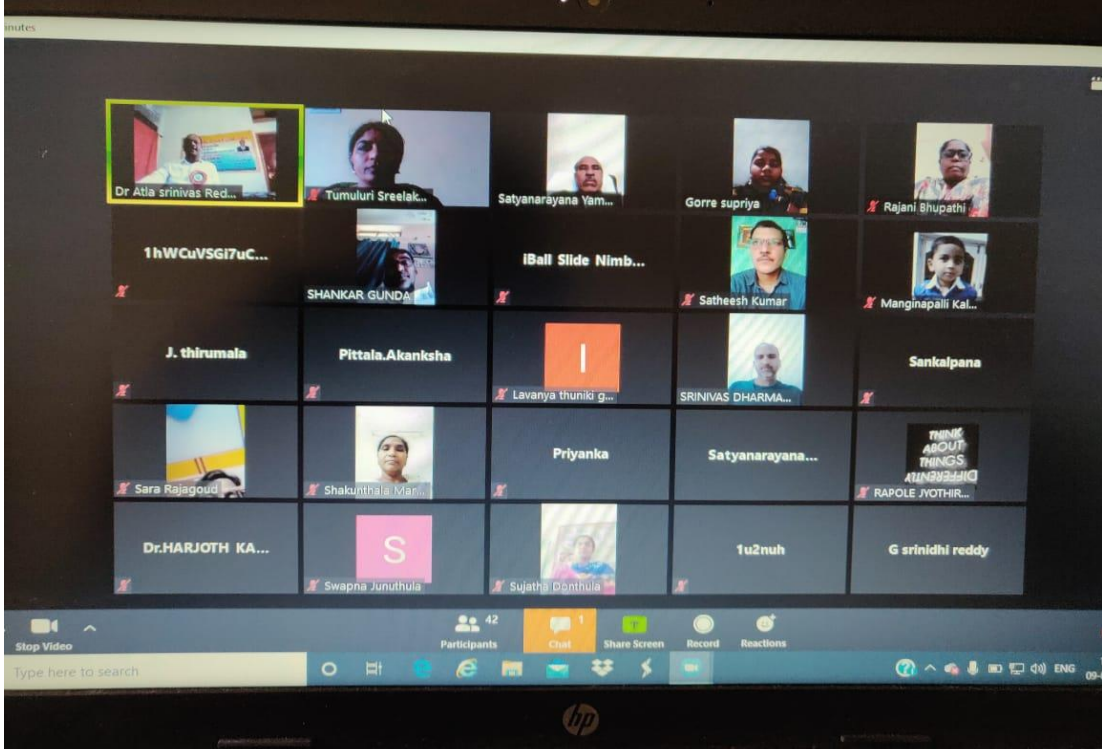 inutes
Dr Atla srinivas Red...
Tumuluri Sreelak...
Satyanarayana Yam...
Gorre supriya
Rajani Bhupathi
1hWCuVSGI7uC...
SHANKAR GUNDA
iBall Slide Nimb...
Satheesh Kumar
Manginapalli Kal...
J. thirumala
Pittala.Akanksha
I
Lavanya thuniki g...
SRINIVAS DHARMA...
Sankalpana
Sara Rajagoud
Shakunthala Mar...
Priyanka
Satyanarayana...
THINK
ABOUT
THINGS
DIFFERENTLY
RAPOLE JYOTHIR...
Dr.HARJOTH KA...
S
Swapna Junuthula
Sujatha Donthula
1u2nuh
G srinidhi reddy
Stop Video
42
Participants
1
Chat
Share Screen
Record
Reactions
Type here to search
ENG
09-
hp